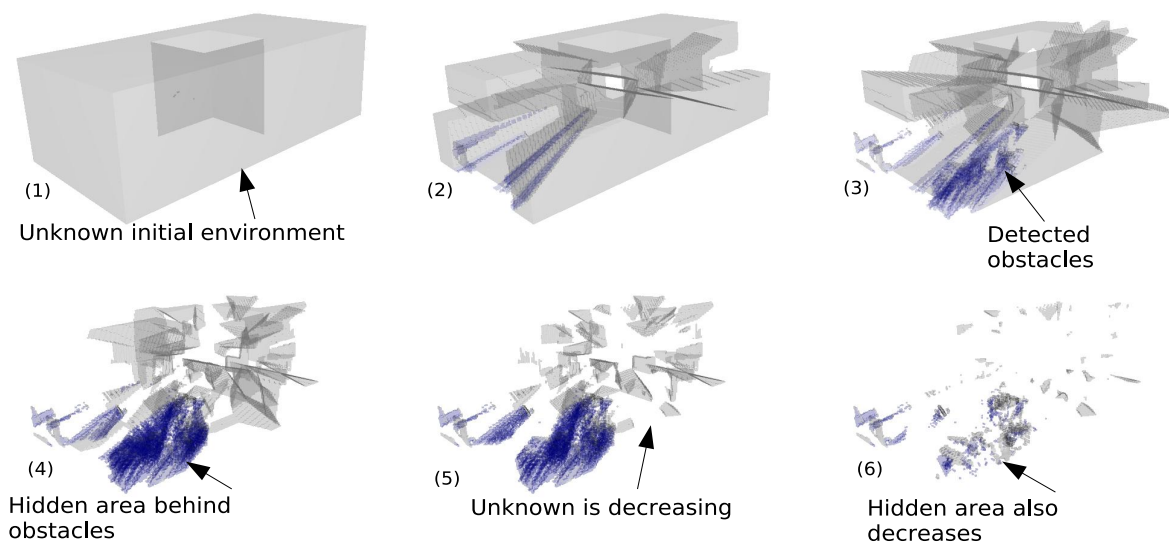 (1)
Unknown initial environment
(2)
(3)
Detected
obstacles
(4)
Hidden area behind
obstacles
(5)
Unknown is decreasing
(6)
Hidden area also
decreases